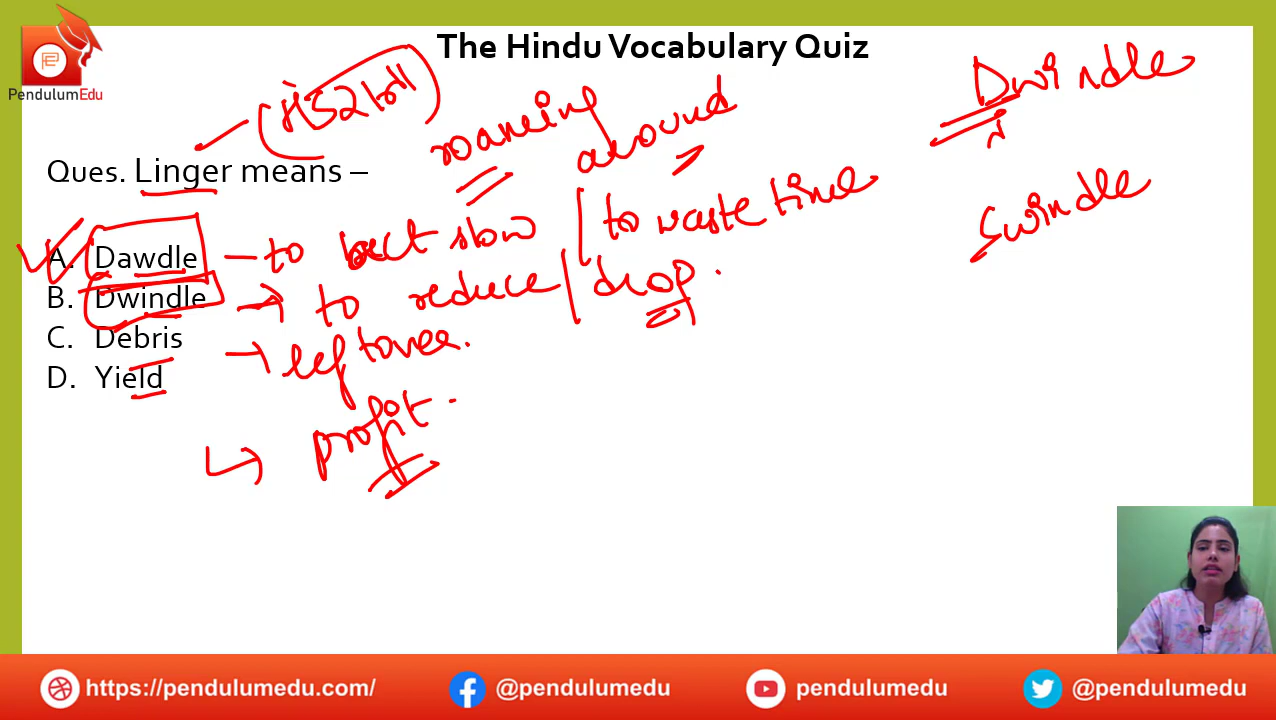 The Hindu Vocabulary Quiz
PendulumEdu
roaming around
Dwindle
Ques. Linger means –
Swindle
A. Dawdle – to act slow / to waste time
B. Dwindle → to reduce / drop.
C. Debris → leftover.
D. Yield
↳ profit.
https://pendulumedu.com/ @pendulumedu pendulumedu @pendulumedu